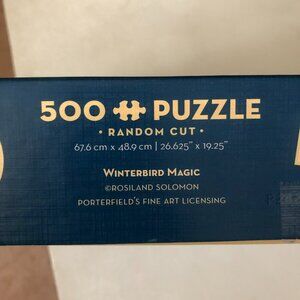 500 PUZZLE
• RANDOM CUT •
67.6 cm x 48.9 cm | 26.625" x 19.25"
WINTERBIRD MAGIC
©ROSILAND SOLOMON
PORTERFIELD'S FINE ART LICENSING